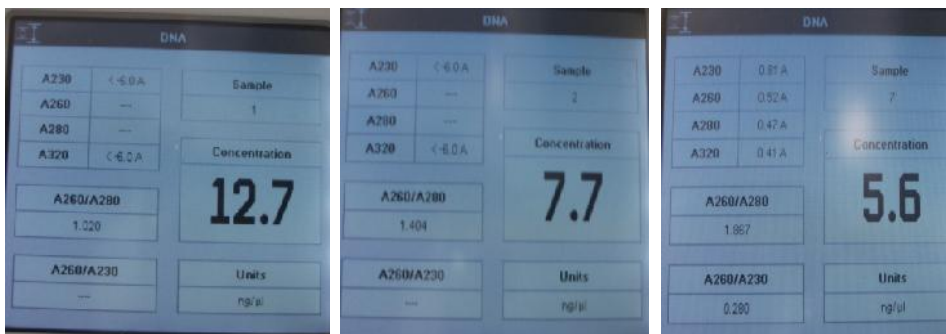 DNA
A230 < -6.0 A
A260 ---
A280 ---
A320 < -6.0 A
Sample
1
Concentration
12.7
A260/A280
1.020
A260/A230
---
Units
ng/µl
DNA
A230 < -6.0 A
A260 ---
A280 ---
A320 < -6.0 A
Sample
2
Concentration
7.7
A260/A280
1.404
A260/A230
---
Units
ng/µl
DNA
A230 0.81 A
A260 0.52 A
A280 0.47 A
A320 0.41 A
Sample
7
Concentration
5.6
A260/A280
1.867
A260/A230
0.280
Units
ng/µl